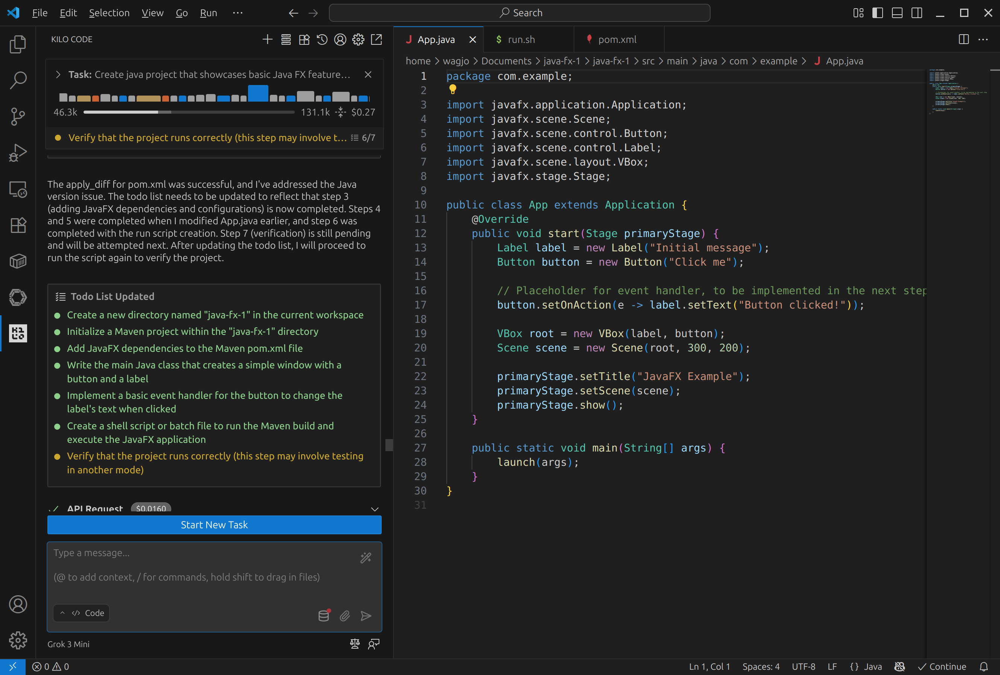 File Edit Selection View Go Run ···
Search
KILO CODE
Task: Create java project that showcases basic Java FX feature...
46.3k 131.1k $0.27
Verify that the project runs correctly (this step may involve t... 6/7
The apply_diff for pom.xml was successful, and I've addressed the Java
version issue. The todo list needs to be updated to reflect that step 3
(adding JavaFX dependencies and configurations) is now completed. Steps 4
and 5 were completed when I modified App.java earlier, and step 6 was
completed with the run script creation. Step 7 (verification) is still pending
and will be attempted next. After updating the todo list, I will proceed to
run the script again to verify the project.
Todo List Updated
Create a new directory named "java-fx-1" in the current workspace
Initialize a Maven project within the "java-fx-1" directory
Add JavaFX dependencies to the Maven pom.xml file
Write the main Java class that creates a simple window with a
button and a label
Implement a basic event handler for the button to change the
label's text when clicked
Create a shell script or batch file to run the Maven build and
execute the JavaFX application
Verify that the project runs correctly (this step may involve testing
in another mode)
API Request $0.0160
Start New Task
Type a message...
(@ to add context, / for commands, hold shift to drag in files)
Code
Grok 3 Mini
App.java run.sh pom.xml
home > wagjo > Documents > java-fx-1 > java-fx-1 > src > main > java > com > example > App.java
1 package com.example;
2
3 import javafx.application.Application;
4 import javafx.scene.Scene;
5 import javafx.scene.control.Button;
6 import javafx.scene.control.Label;
7 import javafx.scene.layout.VBox;
8 import javafx.stage.Stage;
9
10 public class App extends Application {
11 @Override
12 public void start(Stage primaryStage) {
13 Label label = new Label("Initial message");
14 Button button = new Button("Click me");
15
16 // Placeholder for event handler, to be implemented in the next step
17 button.setOnAction(e -> label.setText("Button clicked!"));
18
19 VBox root = new VBox(label, button);
20 Scene scene = new Scene(root, 300, 200);
21
22 primaryStage.setTitle("JavaFX Example");
23 primaryStage.setScene(scene);
24 primaryStage.show();
25 }
26
27 public static void main(String[] args) {
28 launch(args);
29 }
30 }
31
0 0
Ln 1, Col 1 Spaces: 4 UTF-8 LF {} Java Continue